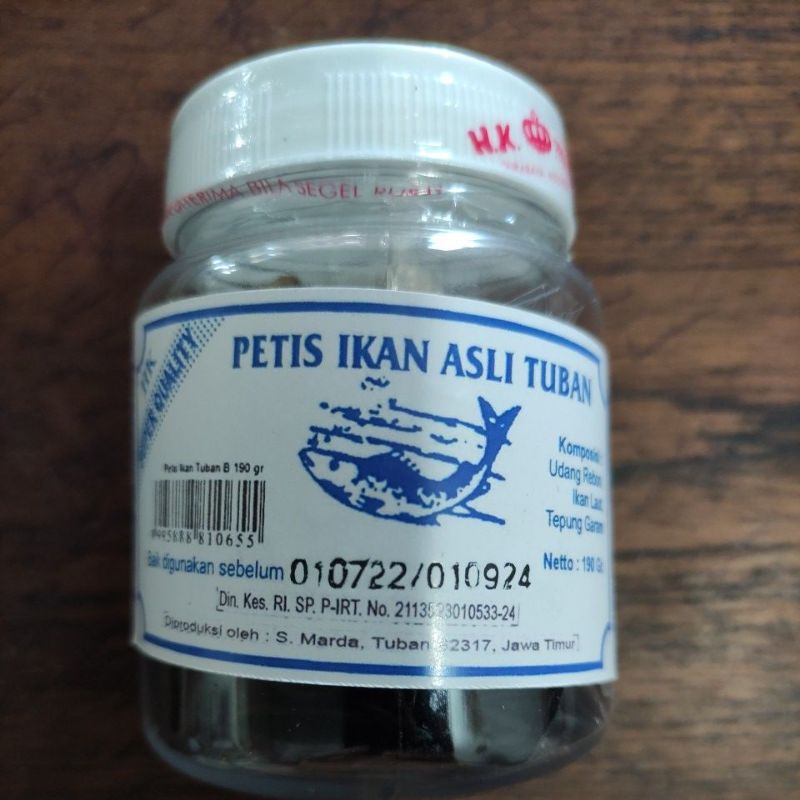 H.K.
TERIMA BILA SEGEL RUSAK
QUALITY
PETIS IKAN ASLI TUBAN
Petis Ikan Tuban B 190 gr
995888 810655
Komposisi :
Udang Rebon
Ikan Laut
Tepung Garam
Netto : 190 Gr
Baik digunakan sebelum 010722/010924
Din. Kes. RI. SP. P-IRT. No. 2113523010533-24
Diproduksi oleh : S. Marda, Tuban 62317, Jawa Timur